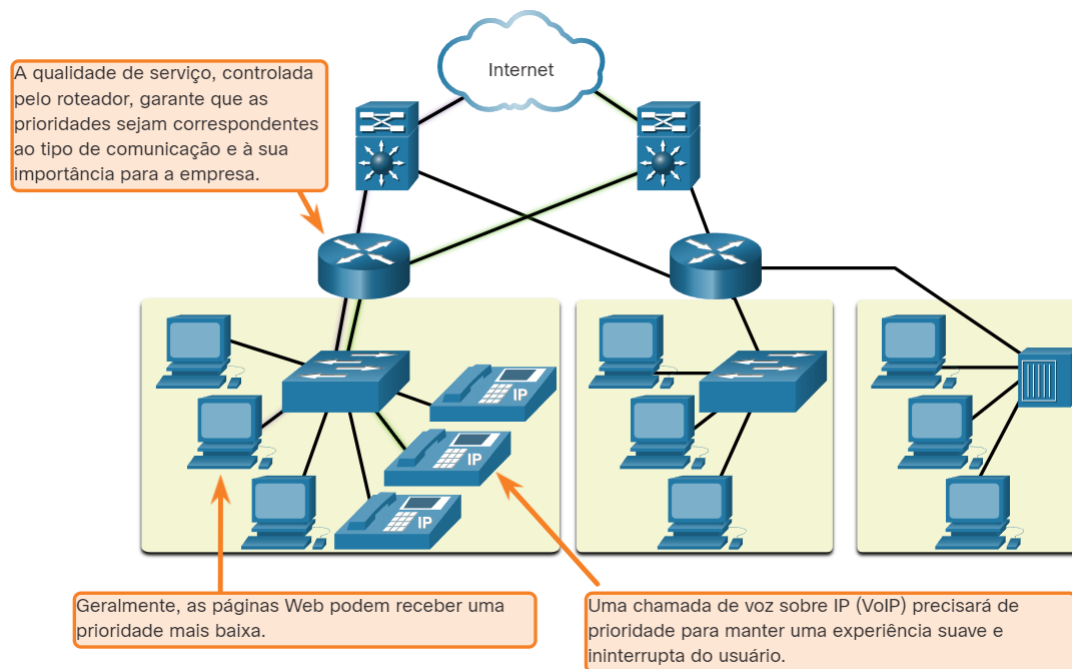 Internet
A qualidade de serviço, controlada
pelo roteador, garante que as
prioridades sejam correspondentes
ao tipo de comunicação e à sua
importância para a empresa.
IP
IP
IP
Geralmente, as páginas Web podem receber uma
prioridade mais baixa.
Uma chamada de voz sobre IP (VoIP) precisará de
prioridade para manter uma experiência suave e
ininterrupta do usuário.